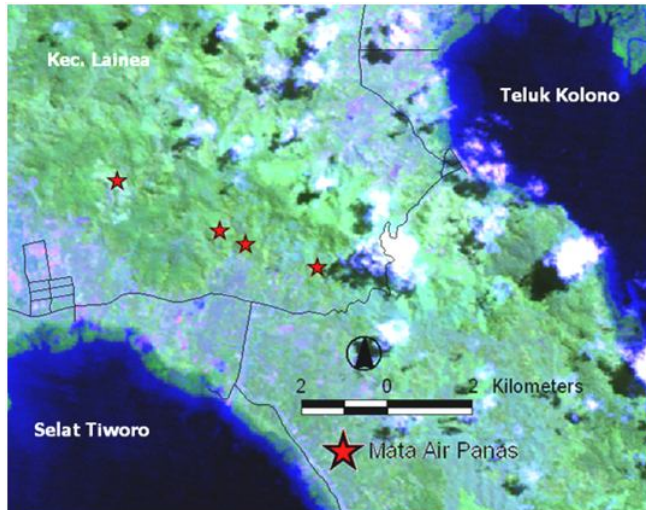 Kec. Lainea
Teluk Kolono
2 0 2 Kilometers
Selat Tiworo
Mata Air Panas